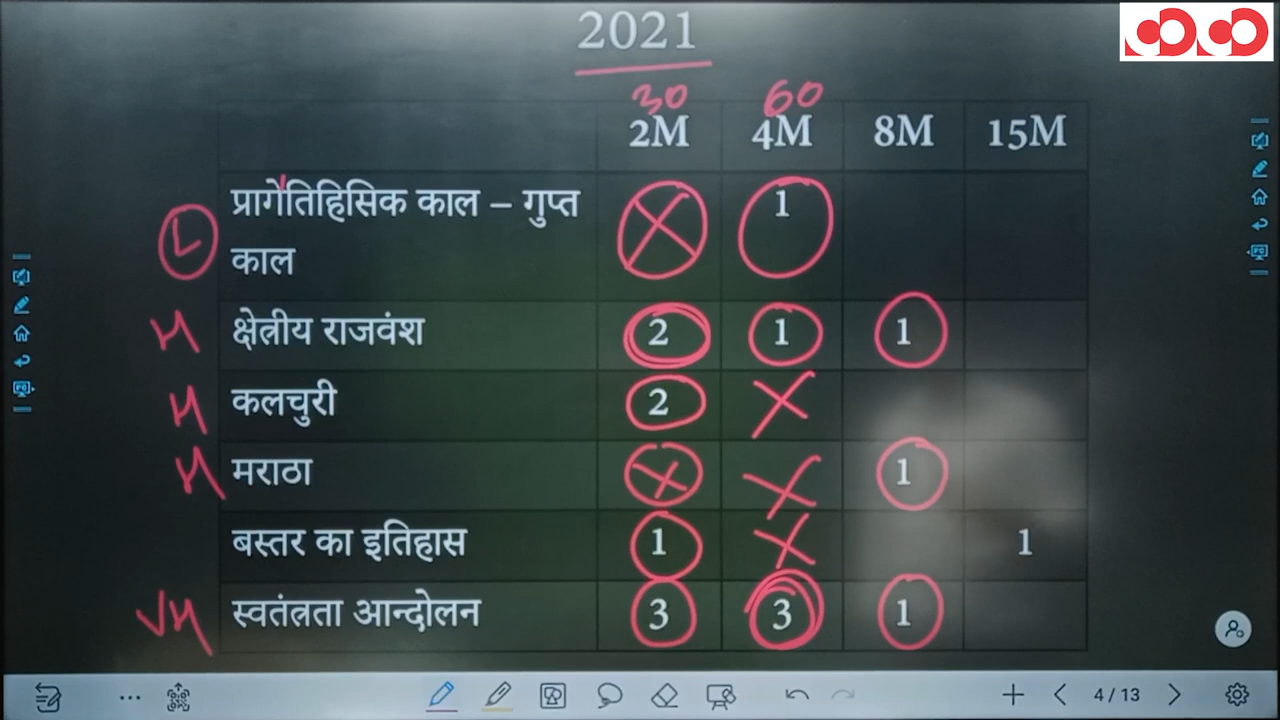 2021
30 60
2M 4M 8M 15M
प्रागेतिहिसिक काल – गुप्त 1
L काल
M क्षेत्रीय राजवंश 2 1 1
M कलचुरी 2
M मराठा 1
बस्तर का इतिहास 1 1
VM स्वतंत्रता आन्दोलन 3 3 1
4 / 13